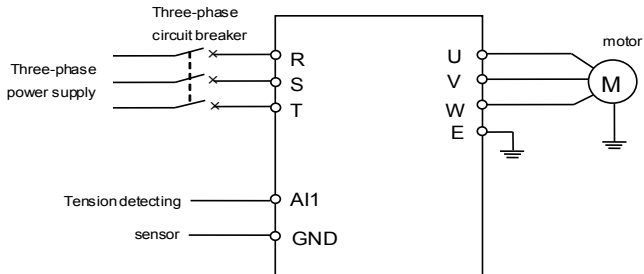 Three-phase
circuit breaker
Three-phase
power supply
R
S
T
U
V
W
E
motor
M
Tension detecting
sensor
AI1
GND